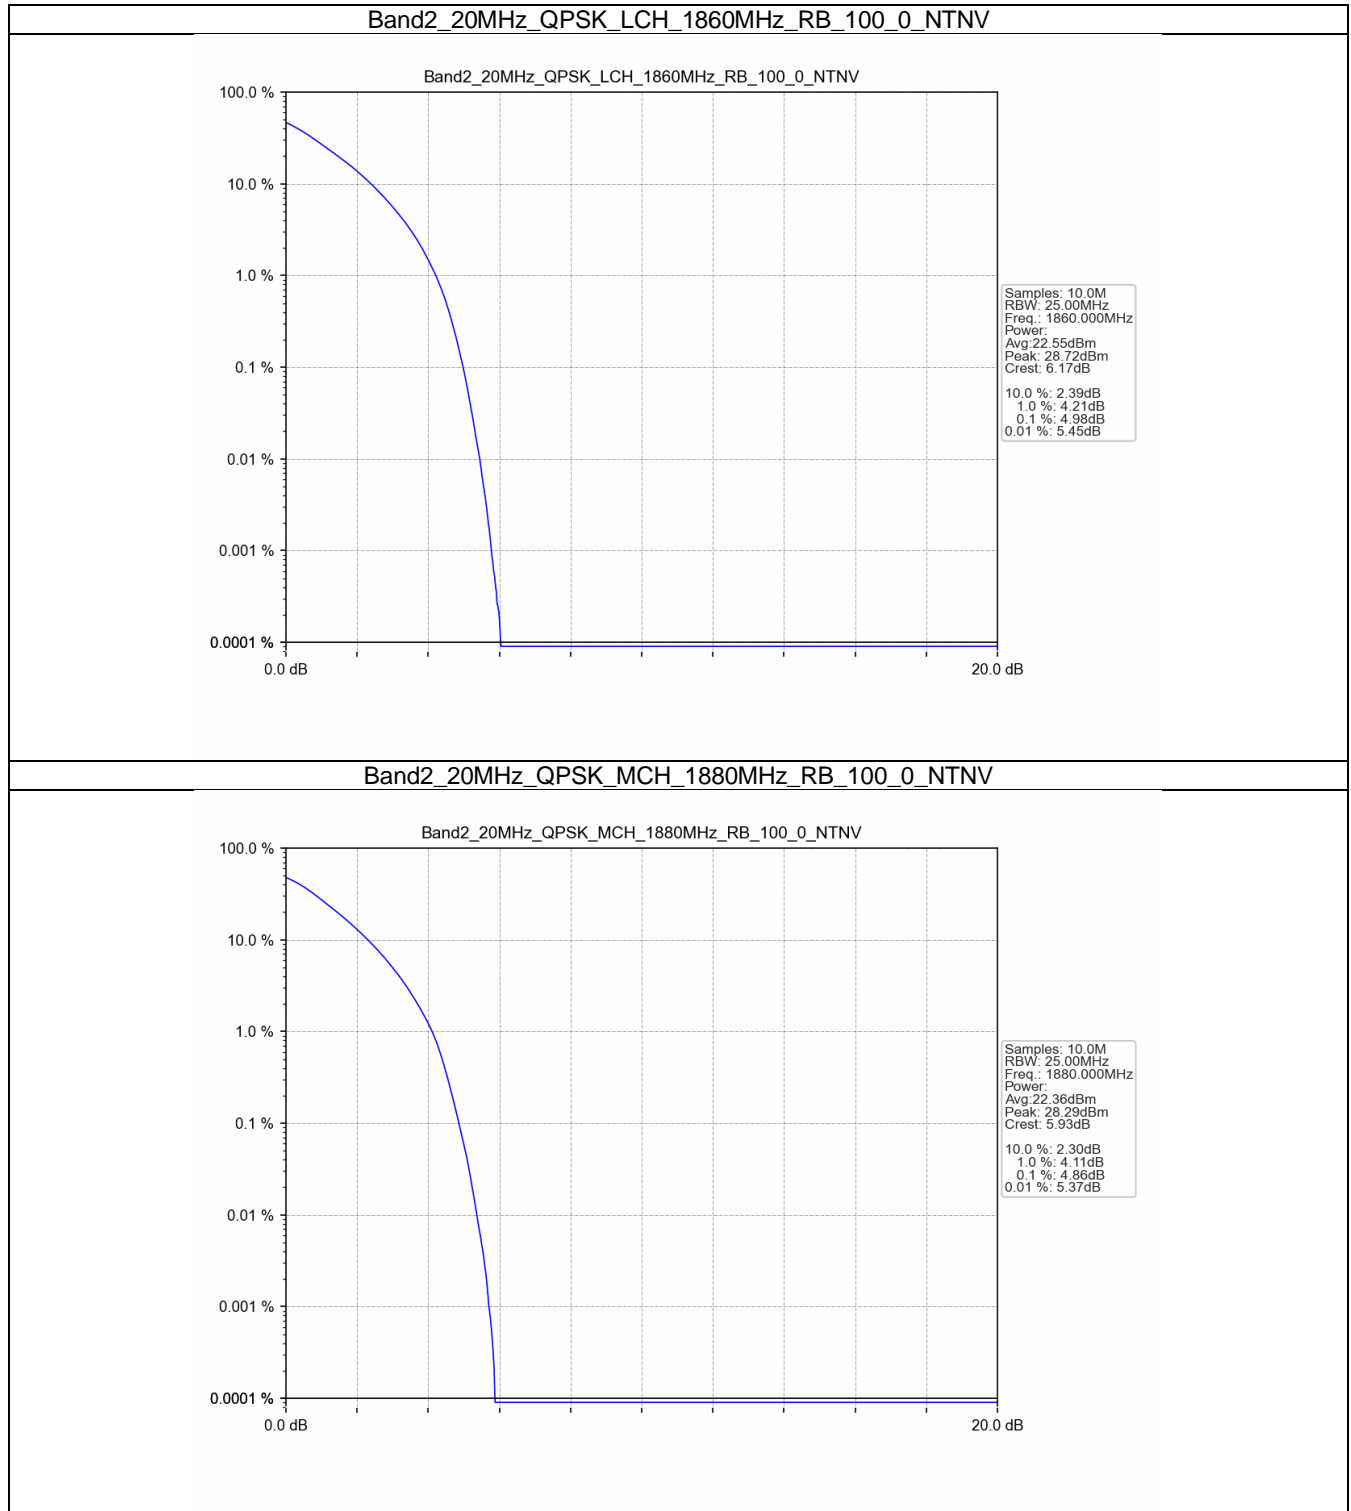 Band2_20MHz_QPSK_LCH_1860MHz_RB_100_0_NTNV
Band2_20MHz_QPSK_LCH_1860MHz_RB_100_0_NTNV
100.0 %
10.0 %
1.0 %
0.1 %
0.01 %
0.001 %
0.0001 %
0.0 dB
20.0 dB
Samples: 10.0M
RBW: 25.00MHz
Freq.: 1860.000MHz
Power:
Avg:22.55dBm
Peak: 28.72dBm
Crest: 6.17dB
10.0 %: 2.39dB
1.0 %: 4.21dB
0.1 %: 4.98dB
0.01 %: 5.45dB
Band2_20MHz_QPSK_MCH_1880MHz_RB_100_0_NTNV
Band2_20MHz_QPSK_MCH_1880MHz_RB_100_0_NTNV
100.0 %
10.0 %
1.0 %
0.1 %
0.01 %
0.001 %
0.0001 %
0.0 dB
20.0 dB
Samples: 10.0M
RBW: 25.00MHz
Freq.: 1880.000MHz
Power:
Avg:22.36dBm
Peak: 28.29dBm
Crest: 5.93dB
10.0 %: 2.30dB
1.0 %: 4.11dB
0.1 %: 4.86dB
0.01 %: 5.37dB